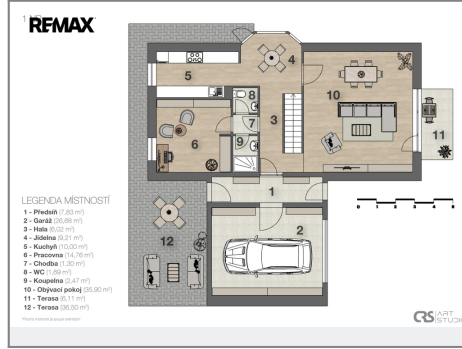 RE/MAX
5
4
10
8
7
3
9
6
11
1
2
12
LEGENDA MÍSTNOSTÍ
1 - Předsíň (7,83 m²)
2 - Garáž (26,88 m²)
3 - Hala (6,02 m²)
4 - Jídelna (9,21 m²)
5 - Kuchyň (10,00 m²)
6 - Pracovna (14,76 m²)
7 - Chodba (1,30 m²)
8 - WC (1,69 m²)
9 - Koupelna (2,47 m²)
10 - Obývací pokoj (35,90 m²)
11 - Terasa (6,11 m²)
12 - Terasa (36,50 m²)
0 1 2 3 4 5
CRS ART STUDIO